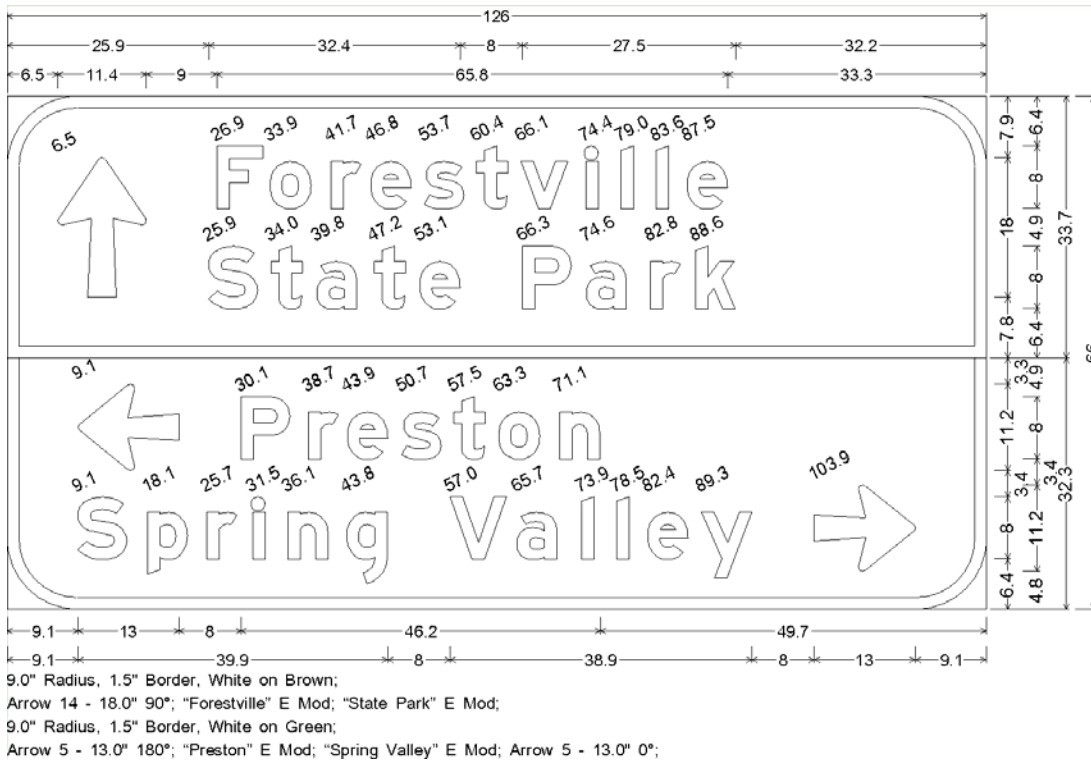 126
25.9 32.4 8 27.5 32.2
6.5 11.4 9 65.8 33.3
6.5 26.9 33.9 41.7 46.8 53.7 60.4 66.1 74.4 79.0 83.6 87.5
Forestville
25.9 34.0 39.8 47.2 53.1 66.3 74.6 82.8 88.6
State Park
7.9 18 7.8
6.4 8 4.9 8 6.4
33.7
66
9.1 30.1 38.7 43.9 50.7 57.5 63.3 71.1
Preston
9.1 18.1 25.7 31.5 36.1 43.8 57.0 65.7 73.9 78.5 82.4 89.3 103.9
Spring Valley
3.3 11.2 3.4 8 6.4
4.9 8 3.4 11.2 4.8
32.3
9.1 13 8 46.2 49.7
9.1 39.9 8 38.9 8 13 9.1
9.0" Radius, 1.5" Border, White on Brown;
Arrow 14 - 18.0" 90°; “Forestville” E Mod; “State Park” E Mod;
9.0" Radius, 1.5" Border, White on Green;
Arrow 5 - 13.0" 180°; “Preston” E Mod; “Spring Valley” E Mod; Arrow 5 - 13.0" 0°;